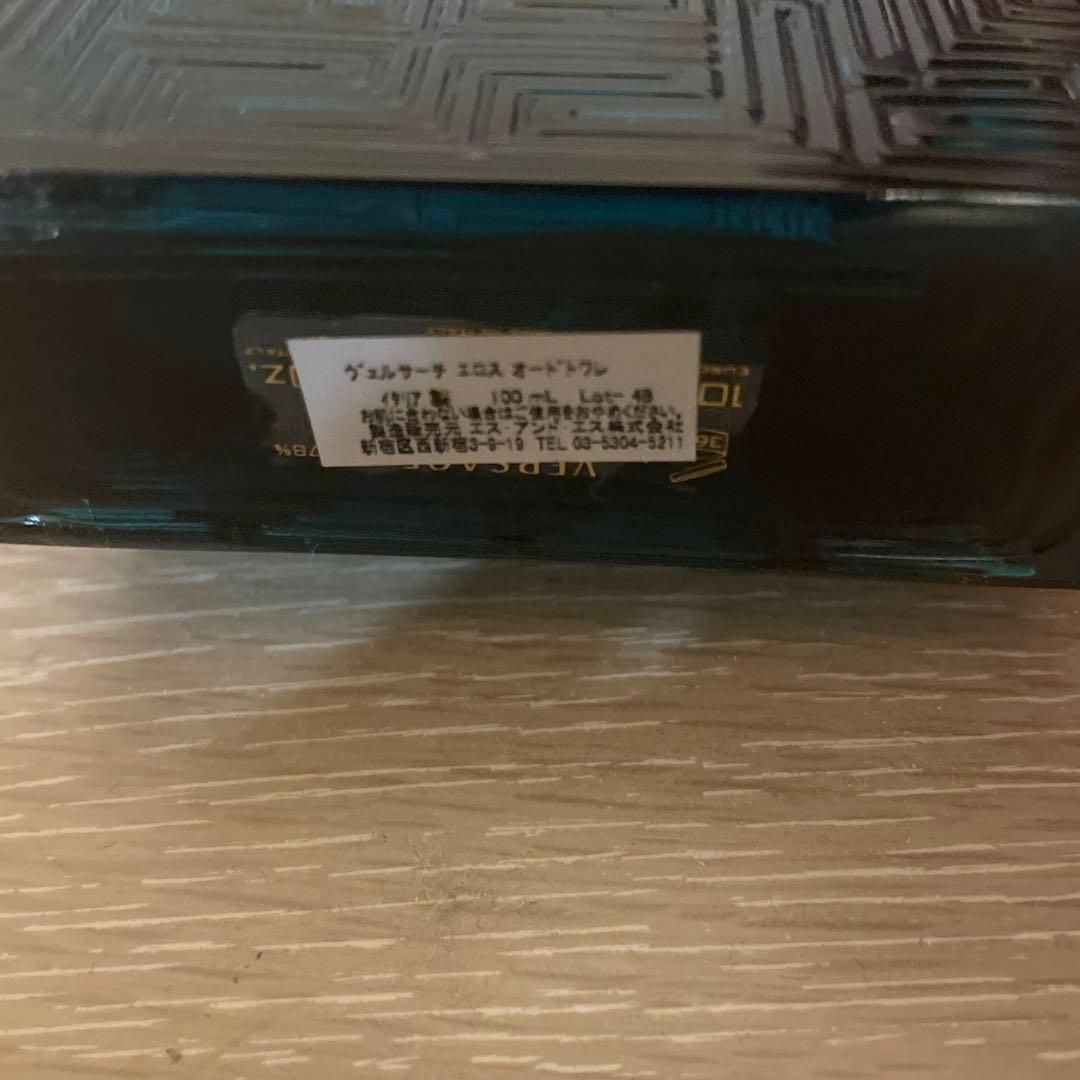 ヴェルサーチ エロス オードトワレ
イタリア 製 100 mL Lot- 4B
お肌に合わない場合はご使用をおやめください。
製造販売元 エス・アンド・エス株式会社
新宿区西新宿3-9-19 TEL 03-5304-5211
78%
VERSACE